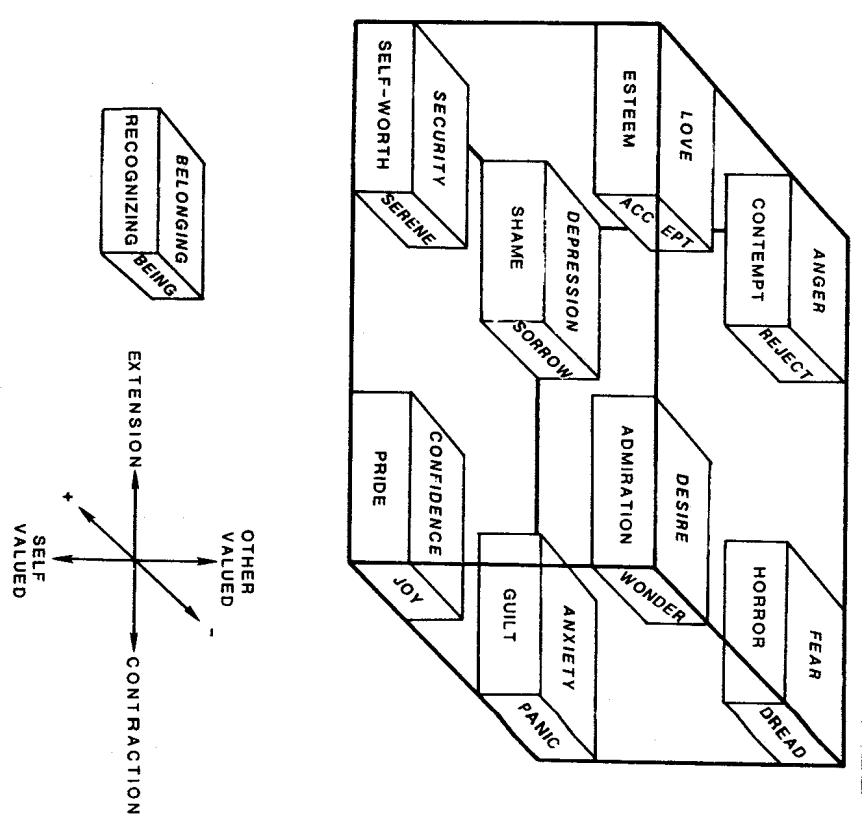 ANGER
CONTEMPT
REJECT
FEAR
HORROR
DREAD
LOVE
ESTEEM
ACCEPT
DESIRE
ADMIRATION
WONDER
DEPRESSION
SHAME
SORROW
ANXIETY
GUILT
PANIC
SECURITY
SELF-WORTH
SERENE
CONFIDENCE
PRIDE
JOY
BELONGING
RECOGNIZING
BEING
OTHER
VALUED
-
EXTENSION
CONTRACTION
+
SELF
VALUED